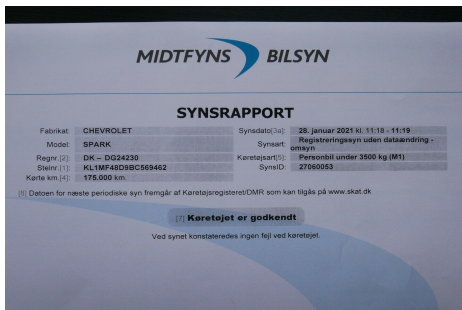 MIDTFYNS BILSYN
SYNSRAPPORT
Fabrikat: CHEVROLET
Model: SPARK
Regnr.[2]: DK – DG24230
Stelnr.[1]: KL1MF48D9BC569462
Kørte km.[4]: 175.000 km.
Synsdato[3a]: 28. januar 2021 kl. 11:18 - 11:19
Synsart: Registreringssyn uden dataændring -
omsyn
Køretøjsart[5]: Personbil under 3500 kg (M1)
SynsID: 27060053
[6] Datoen for næste periodiske syn fremgår af Køretøjsregisteret/DMR som kan tilgås på www.skat.dk
[7] Køretøjet er godkendt
Ved synet konstateredes ingen fejl ved køretøjet.